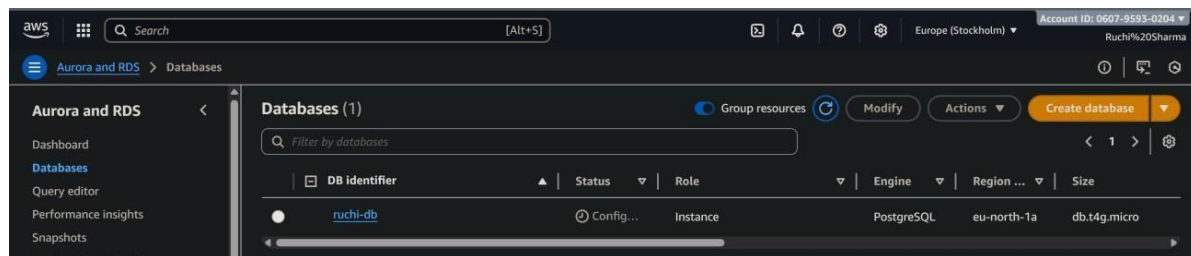 aws Search [Alt+S] Europe (Stockholm) Account ID: 0607-9593-0204
Ruchi%20Sharma
Aurora and RDS > Databases
Aurora and RDS
Databases (1) Group resources Modify Actions Create database
Dashboard
Filter by databases 1
Databases
Query editor
DB identifier Status Role Engine Region ... Size
Performance insights
ruchi-db Config... Instance PostgreSQL eu-north-1a db.t4g.micro
Snapshots